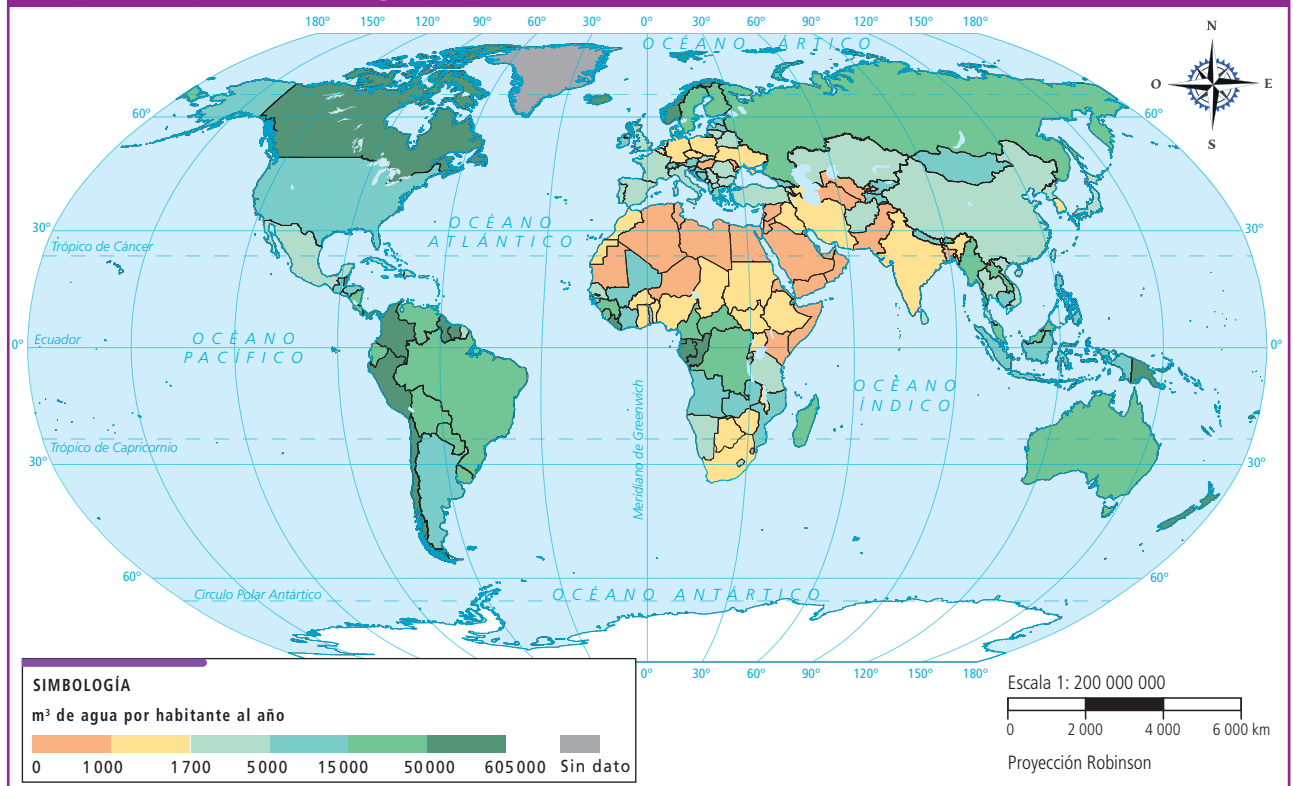 180° 150° 120° 90° 60° 30° 0° 30° 60° 90° 120° 150° 180°
OCÉANO ÁRTICO
N
O E
S
60° 60°
30° OCÉANO 30°
ATLÁNTICO
Trópico de Cáncer
OCÉANO
PACÍFICO
Ecuador
0° 0°
OCÈANO
ÍNDICO
Meridiano de Greenwich
Trópico de Capricornio
30° 30°
60° 60°
Círculo Polar Antártico
OCÉANO ANTÁRTICO
0° 30° 60° 90° 120° 150° 180°
SIMBOLOGÍA
m³ de agua por habitante al año
0 1 000 1 700 5 000 15 000 50 000 605 000 Sin dato
Escala 1: 200 000 000
0 2 000 4 000 6 000 km
Proyección Robinson